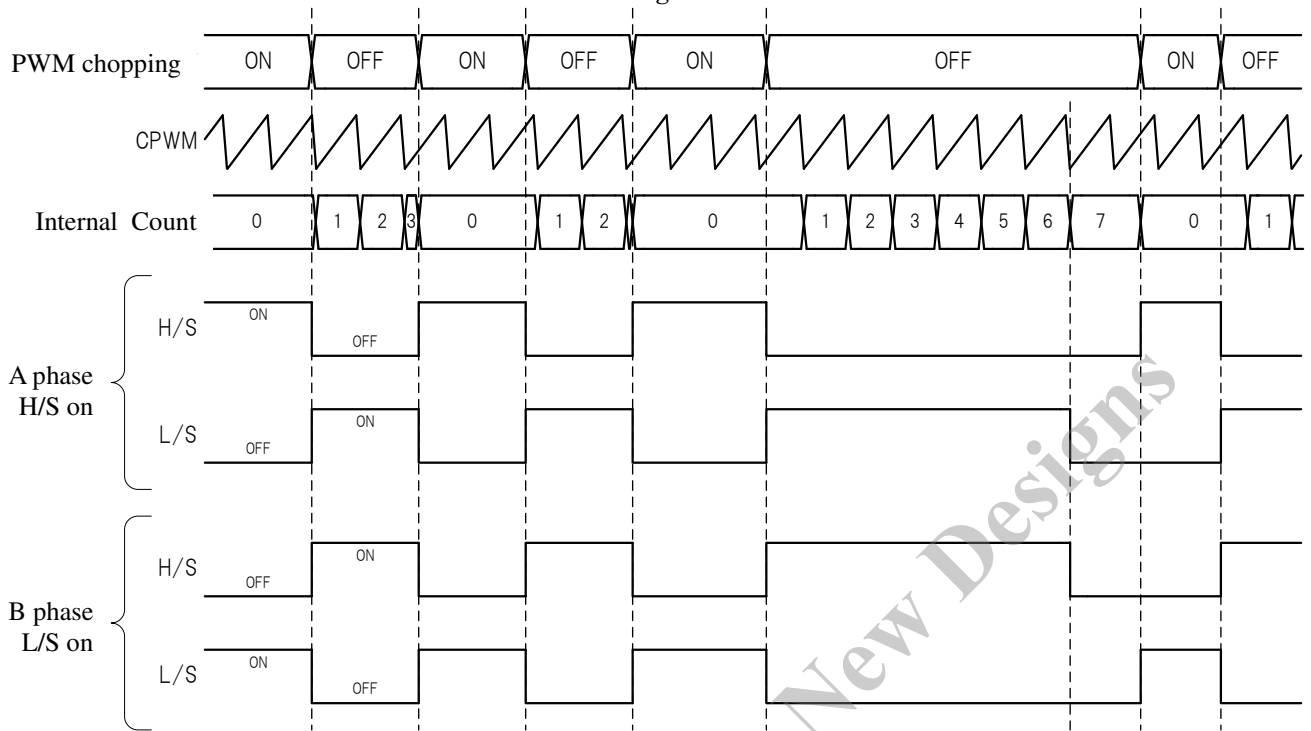 PWM chopping ON OFF ON OFF ON OFF ON OFF
CPWM
Internal Count 0 1 2 3 0 1 2 0 1 2 3 4 5 6 7 0 1
A phase
H/S on
H/S ON OFF
L/S OFF ON
B phase
L/S on
H/S OFF ON
L/S ON OFF
New Designs